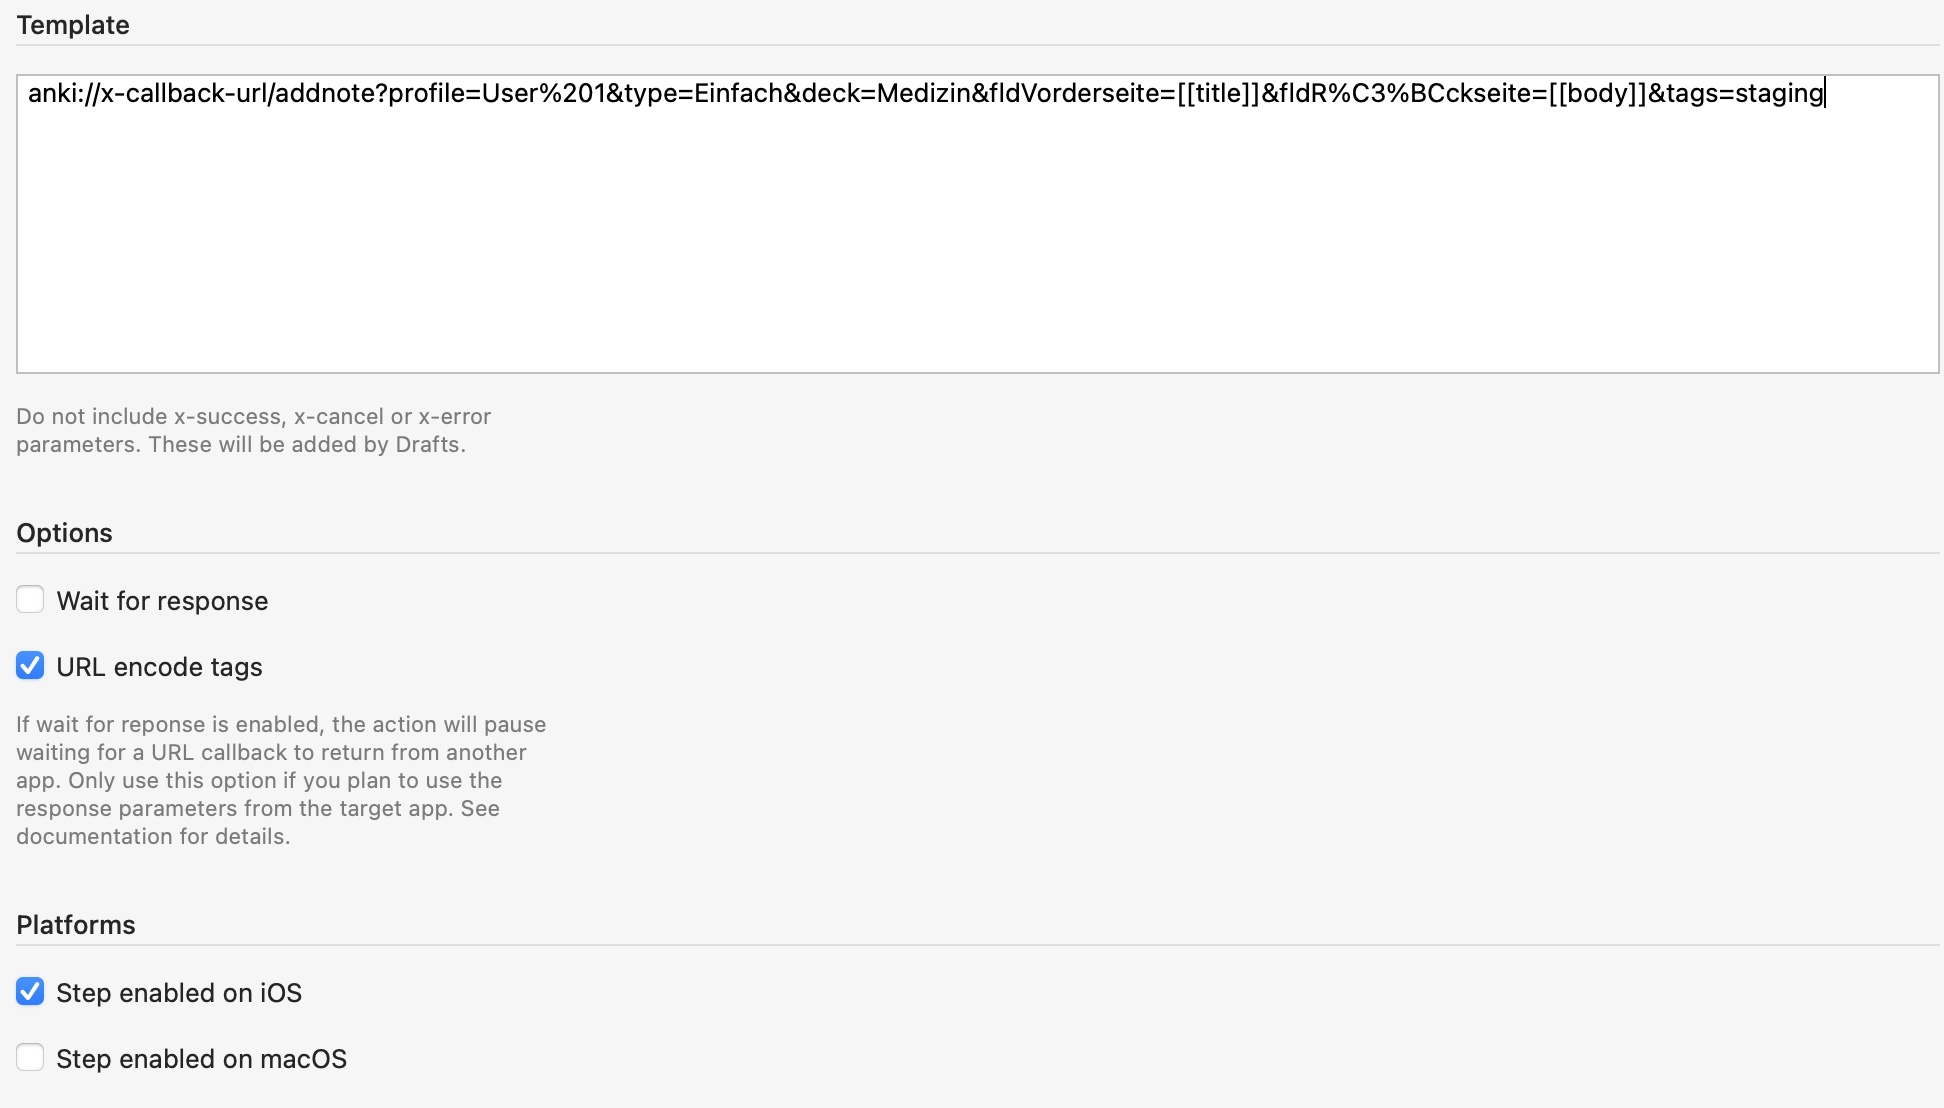 Template
anki://x-callback-url/addnote?profile=User%201&type=Einfach&deck=Medizin&fldVorderseite=[[title]]&fldR%C3%BCckseite=[[body]]&tags=staging
Do not include x-success, x-cancel or x-error
parameters. These will be added by Drafts.
Options
Wait for response
URL encode tags
If wait for reponse is enabled, the action will pause
waiting for a URL callback to return from another
app. Only use this option if you plan to use the
response parameters from the target app. See
documentation for details.
Platforms
Step enabled on iOS
Step enabled on macOS